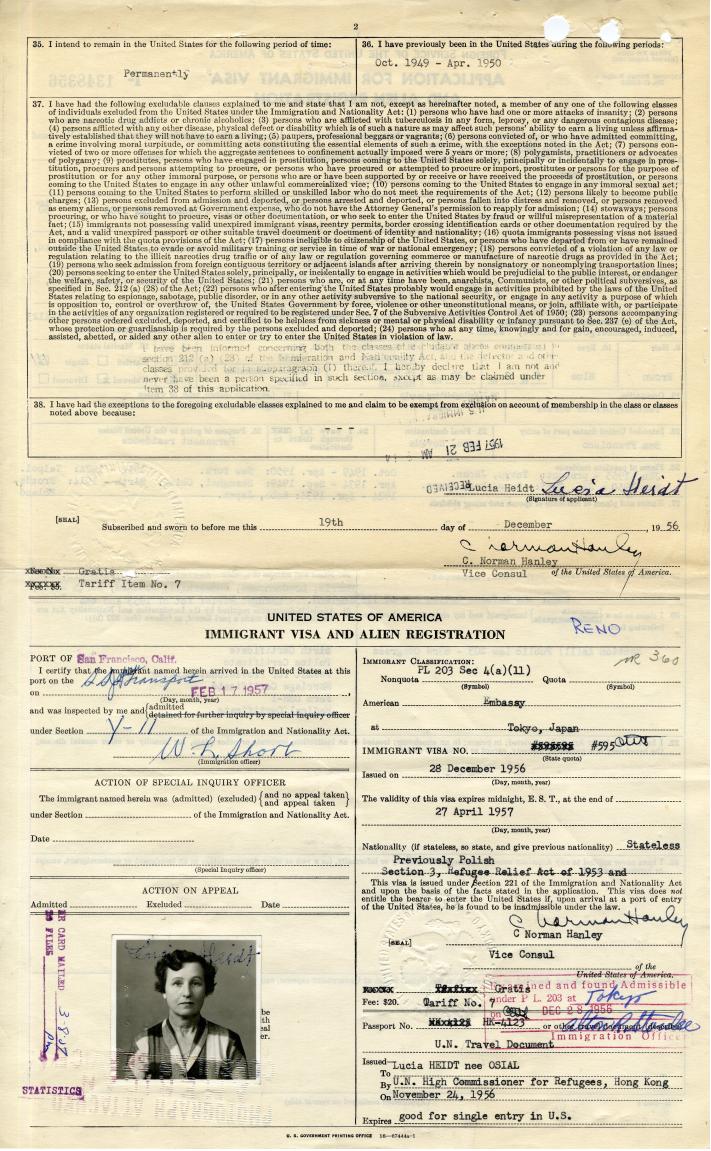 2
35. I intend to remain in the United States for the following period of time:
Permanently
36. I have previously been in the United States during the following periods:
Oct. 1949 - Apr. 1950
37. I have had the following excludable clauses explained to me and state that I am not, except as hereinafter noted, a member of any one of the following classes
of individuals excluded from the United States under the Immigration and Nationality Act: (1) persons who have had one or more attacks of insanity; (2) persons
who are narcotic drug addicts or chronic alcoholics; (3) persons who are afflicted with tuberculosis in any form, leprosy, or any dangerous contagious disease;
(4) persons afflicted with any other disease, physical defect or disability which is of such nature as may affect such persons' ability to earn a living unless affirma-
tively established that they will not have to earn a living; (5) paupers, professional beggars or vagrants; (6) persons convicted of, or who have admitted committing,
a crime involving moral turpitude, or committing acts constituting the essential elements of such a crime, with the exceptions noted in the Act; (7) persons con-
victed of two or more offenses for which the aggregate sentences to confinement actually imposed were 5 years or more; (8) polygamists, practitioners or advocates
of polygamy; (9) prostitutes, persons who have engaged in prostitution, persons coming to the United States solely, principally or incidentally to engage in pros-
titution, procurers and persons attempting to procure, or persons who have procured or attempted to procure or import, prostitutes or persons for the purpose of
prostitution or for any other immoral purpose, or persons who are or have been supported by or receive or have received the proceeds of prostitution, or persons
coming to the United States to engage in any other unlawful commercialized vice; (10) persons coming to the United States to engage in any immoral sexual act;
(11) persons coming to perform skilled or unskilled labor who do not meet the requirements of the Act; (12) persons likely to become public
charges; (13) persons excluded from admission and deported, or persons arrested and deported, or persons fallen into distress and removed, or persons removed
as enemy aliens, or persons removed at Government expense, who do not have the Attorney General's permission to reapply for admission; (14) stowaways; persons
procuring, or who have sought to procure, visas or other documentation, or who seek to enter the United States by fraud or willful misrepresentation of a material
fact; (15) immigrants not possessing valid unexpired immigrant visas, reentry permits, border crossing identification cards or other documentation required by the
Act, and a valid unexpired passport or other suitable travel document or document of identity and nationality; (16) quota immigrants possessing visa not issued
in compliance with the quota provisions of the Act; (17) persons ineligible to citizenship of the United States, or persons who have departed from or have remained
outside the United States to evade or avoid military training or service in time of war or national emergency; (18) persons convicted of a violation of any law or
regulation relating to the illicit narcotic drug traffic or of any law or regulation governing commerce or manufacture of narcotic drugs as provided in the Act;
(19) persons who seek admission from foreign contiguous territory or adjacent islands after arriving therein by nonsignatory or noncomplying transportation lines;
(20) persons seeking to enter the United States solely, principally, or incidentally to engage in activities which would be prejudicial to the public interest, or endanger
the welfare, safety, or security of the United States; (21) persons who are, or at any time have been, anarchists, Communists, or other political subversives, as
specified in Sec. 212 (a) (28) of the Act; (22) persons who after entering the United States probably would engage in activities prohibited by the laws of the United
States relating to espionage, sabotage, public disorder, or in any other activity subversive to the national security, or engage in any activity a purpose of which
is opposition to, control or overthrow of, the United States Government by force, violence or other unconstitutional means, or join, affiliate with, or participate
in the activities of any organization registered or required to be registered under Sec. 7 of the Subversive Activities Control Act of 1950; (23) persons accompanying
other persons ordered excluded, deported, and certified to be helpless from sickness or mental or physical disability or infancy pursuant to Sec. 237 (e) of the Act,
whose protection or guardianship is required by the persons excluded and deported; (24) persons who at any time, knowingly and for gain, encouraged, induced,
assisted, abetted, or aided any other alien to enter or try to enter the United States in violation of law.
I have been informed concerning both the classes of
section 212 (a) (28) of the Immigration and Nationality Act, and the defector and other
classes provided for in subparagraph (I) thereof. I hereby declare that I am not and
never have been a person specified in such section, except as may be claimed under
item 38 of this application.
38. I have had the exceptions to the foregoing excludable classes explained to me and claim to be exempt from exclusion on account of membership in the class or classes
noted above because:
- - -
1957 FEB 21 AM
RECEIVED
Lucia Heidt Lucia Heidt
(Signature of applicant)
[SEAL]
Subscribed and sworn to before me this 19th day of December, 1956
C Norman Hanley
C. Norman Hanley
Vice Consul of the United States of America.
Gratis
Tariff Item No. 7
UNITED STATES OF AMERICA
IMMIGRANT VISA AND ALIEN REGISTRATION
RENO
PORT OF San Francisco, Calif.
I certify that the immigrant named herein arrived in the United States at this
port on the
on FEB 17 1957,
(Day, month, year)
and was inspected by me and {admitted
detained for further inquiry by special inquiry officer
under Section Y-11 of the Immigration and Nationality Act.
W L Short
(Immigration officer)
ACTION OF SPECIAL INQUIRY OFFICER
The immigrant named herein was (admitted) (excluded) {and no appeal taken}
{and appeal taken}
under Section of the Immigration and Nationality Act.
Date
(Special Inquiry officer)
ACTION ON APPEAL
Admitted Excluded Date
CARD MAILED
FILES
STATISTICS
Lucia Heidt
be
th
eal
er.
NR 360
IMMIGRANT CLASSIFICATION:
PL 203 Sec 4(a)(11)
Nonquota Quota
(Symbol) (Symbol)
American Embassy
at Tokyo, Japan
IMMIGRANT VISA NO. #595
(State quota)
Issued on 28 December 1956
(Day, month, year)
The validity of this visa expires midnight, E. S. T., at the end of
27 April 1957
(Day, month, year)
Nationality (if stateless, so state, and give previous nationality) Stateless
Previously Polish
Section 3, Refugee Relief Act of 1953 and
This visa is issued under Section 221 of the Immigration and Nationality Act
and upon the basis of the facts stated in the application. This visa does not
entitle the bearer to enter the United States if, upon arrival at a port of entry
of the United States, he is found to be inadmissible under the law.
C Norman Hanley
C Norman Hanley
[SEAL]
Vice Consul
of the
United States of America.
Gratis
Fee: $20. Tariff No. 7
and found Admissible
under P L. 203 at Tokyo
on DEC 28 1956
Immigration Officer
Passport No. HK-4123 or other travel document (describe)
U.N. Travel Document
Issued
To Lucia HEIDT nee OSIAL
By U.N. High Commissioner for Refugees, Hong Kong
On November 24, 1956
Expires good for single entry in U.S.
U. S. GOVERNMENT PRINTING OFFICE 16—67444a-1